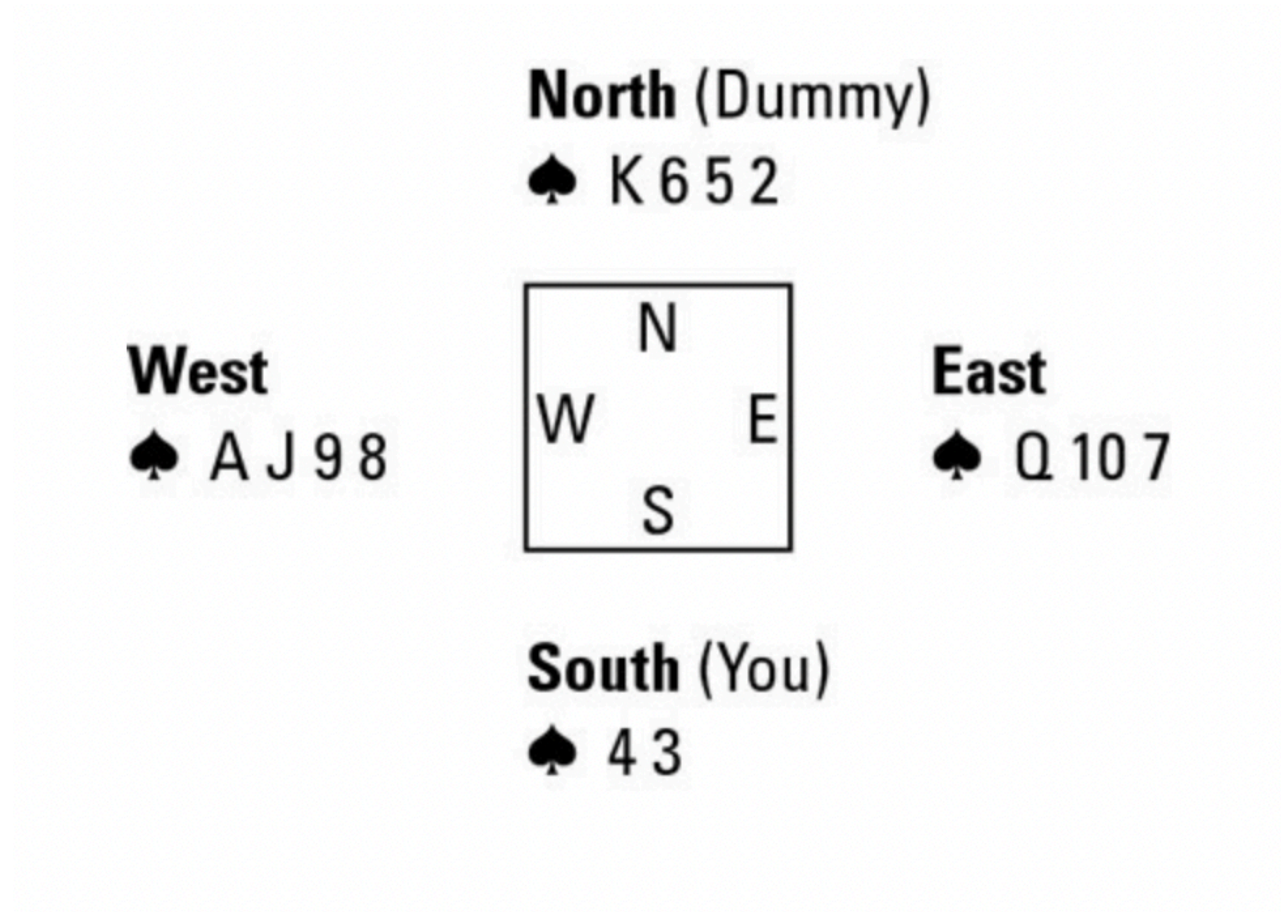 North (Dummy)
♠ K 6 5 2
N
West
East
W E
♠ A J 9 8
♠ Q 10 7
S
South (You)
♠ 4 3